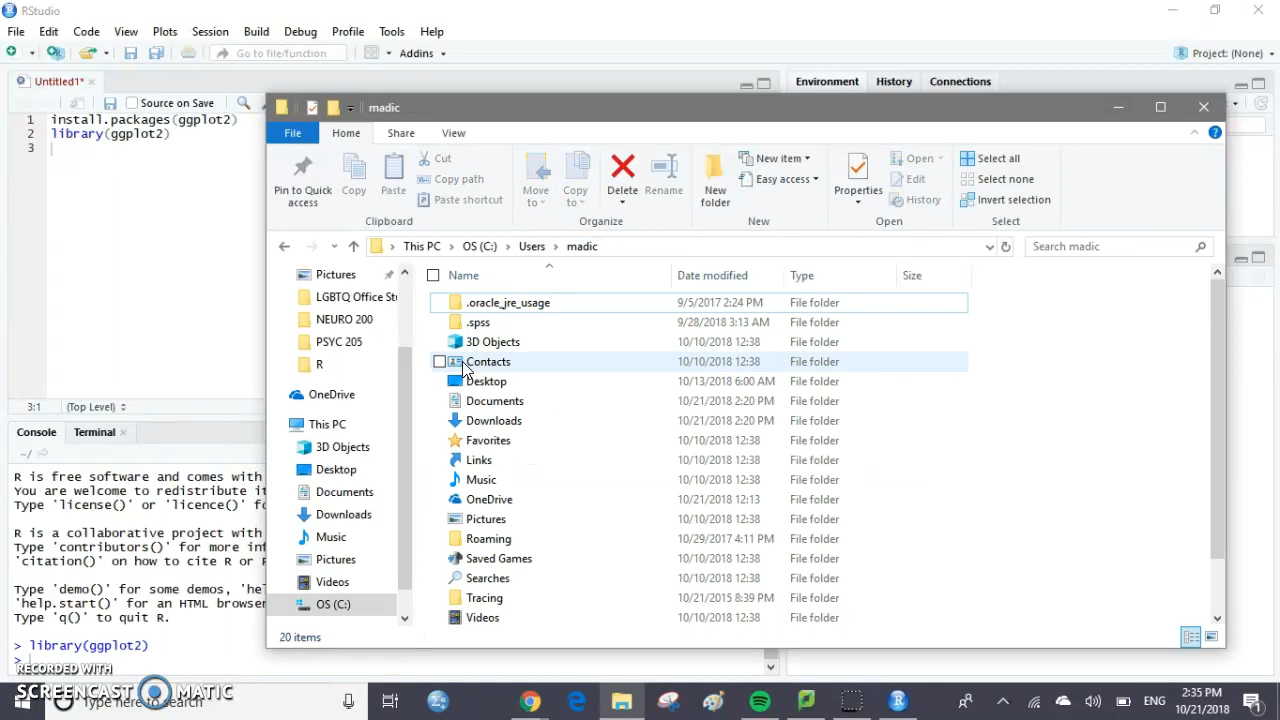 RStudio
File Edit Code View Plots Session Build Debug Profile Tools Help
Go to file/function Addins Project: (None)
Untitled1* Environment History Connections
Source on Save
1 install.packages(ggplot2)
2 library(ggplot2)
3
3:1 (Top Level)
Console Terminal
~/
R is free software and comes with
You are welcome to redistribute it
Type 'license()' or 'licence()' fo
R is a collaborative project with
Type 'contributors()' for more inf
'citation()' on how to cite R or R
Type 'demo()' for some demos, 'hel
'help.start()' for an HTML browser
Type 'q()' to quit R.
> library(ggplot2)
>
madic
File Home Share View
Pin to Quick access Copy Paste Cut Copy path Paste shortcut Move to Copy to Delete Rename New folder New item Easy access Properties Open Edit History Select all Select none Invert selection
Clipboard Organize New Open Select
This PC > OS (C:) > Users > madic Search madic
Pictures
LGBTQ Office Stu
NEURO 200
PSYC 205
R
OneDrive
This PC
3D Objects
Desktop
Documents
Downloads
Music
Pictures
Videos
OS (C:)
Name Date modified Type Size
.oracle_jre_usage 9/5/2017 2:24 PM File folder
.spss 9/28/2018 3:13 AM File folder
3D Objects 10/10/2018 12:38 File folder
Contacts 10/10/2018 12:38 File folder
Desktop 10/13/2018 6:00 AM File folder
Documents 10/21/2018 2:20 PM File folder
Downloads 10/21/2018 2:20 PM File folder
Favorites 10/10/2018 12:38 File folder
Links 10/10/2018 12:38 File folder
Music 10/10/2018 12:38 File folder
OneDrive 10/21/2018 12:13 File folder
Pictures 10/10/2018 12:38 File folder
Roaming 10/29/2017 4:11 PM File folder
Saved Games 10/10/2018 12:38 File folder
Searches 10/10/2018 12:38 File folder
Tracing 10/21/2015 8:39 PM File folder
Videos 10/10/2018 12:38 File folder
20 items
RECORDED WITH
SCREENCAST MATIC
Type here to search
ENG
2:35 PM
10/21/2018
1